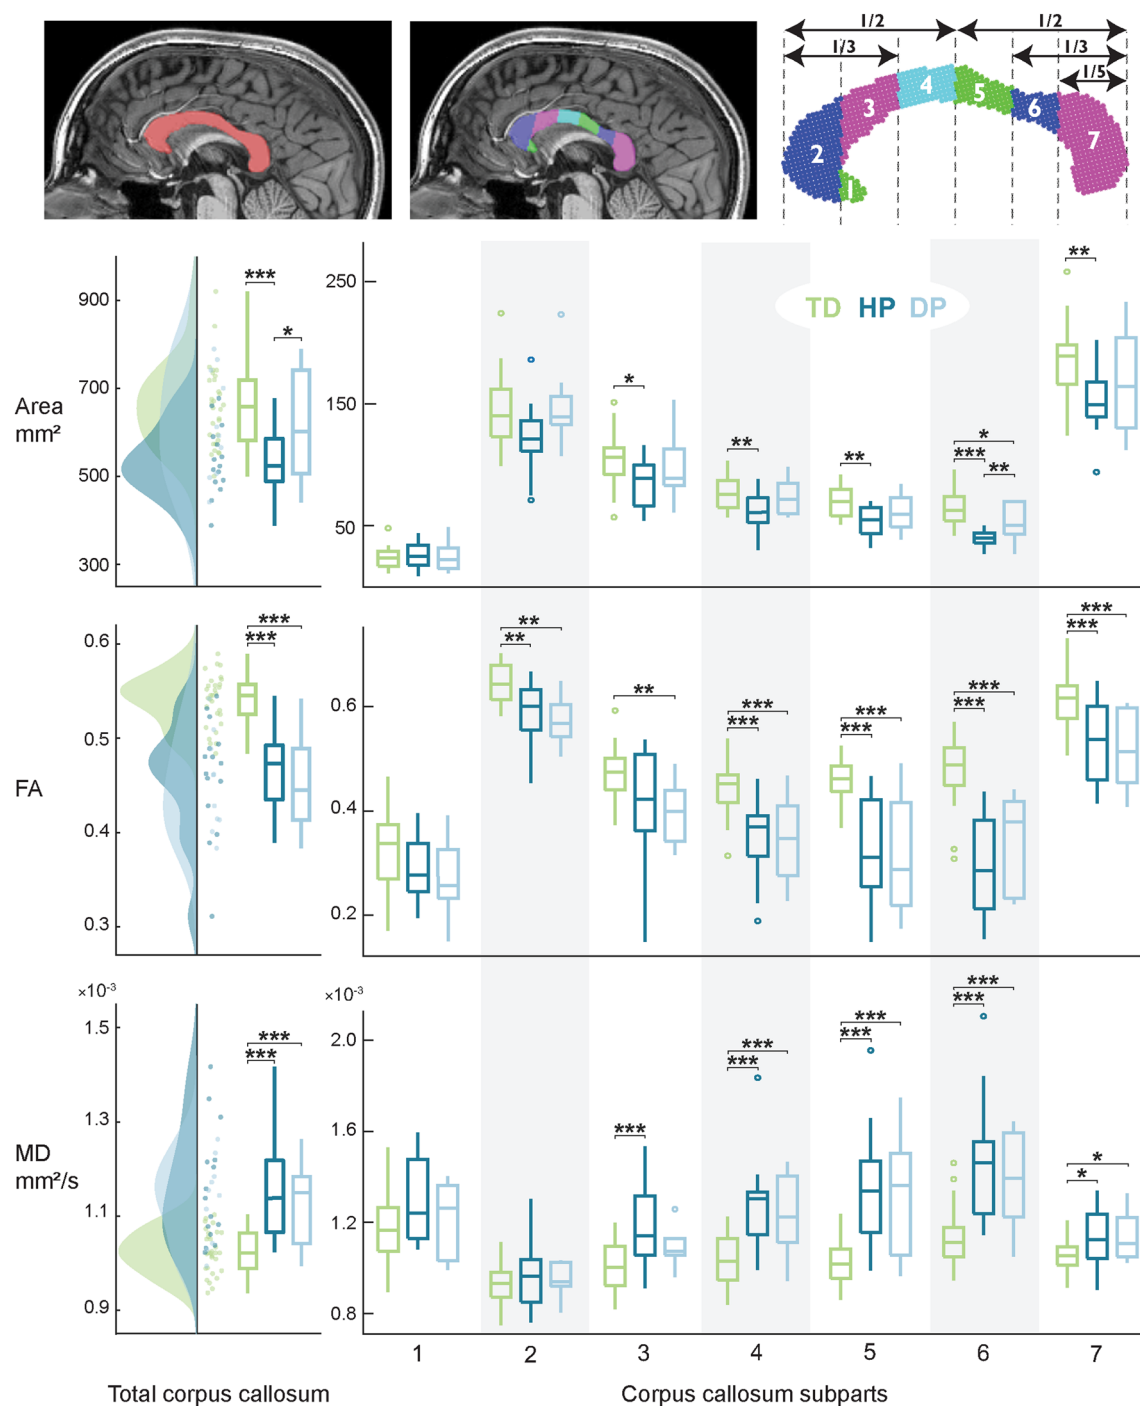 1/2 1/2
1/3 1/3
1/5
1 2 3 4 5 6 7
TD HP DP
Area
mm²
900
700
500
300
*** *
250
150
50
* ** ** * *** ** **
FA
0.6
0.5
0.4
0.3
***
***
0.6
0.4
0.2
** ** ** *** *** *** *** *** *** *** ***
MD
mm²/s
×10⁻³
1.5
1.3
1.1
0.9
***
***
×10⁻³
2.0
1.6
1.2
0.8
*** *** *** *** *** *** *** * *
1 2 3 4 5 6 7
Total corpus callosum
Corpus callosum subparts